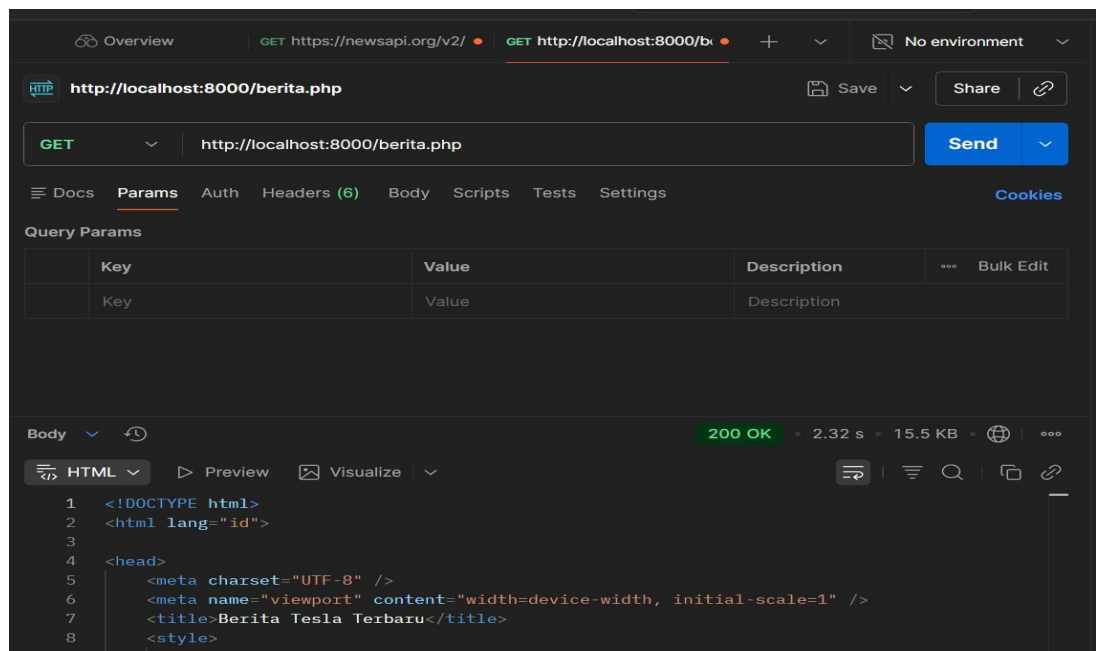 Overview GET https://newsapi.org/v2/ GET http://localhost:8000/b No environment
HTTP http://localhost:8000/berita.php Save Share
GET http://localhost:8000/berita.php Send
Docs Params Auth Headers (6) Body Scripts Tests Settings Cookies
Query Params
Key Value Description Bulk Edit
Key Value Description
Body 200 OK 2.32 s 15.5 KB
HTML Preview Visualize
1 <!DOCTYPE html>
2 <html lang="id">
3
4 <head>
5 <meta charset="UTF-8" />
6 <meta name="viewport" content="width=device-width, initial-scale=1" />
7 <title>Berita Tesla Terbaru</title>
8 <style>